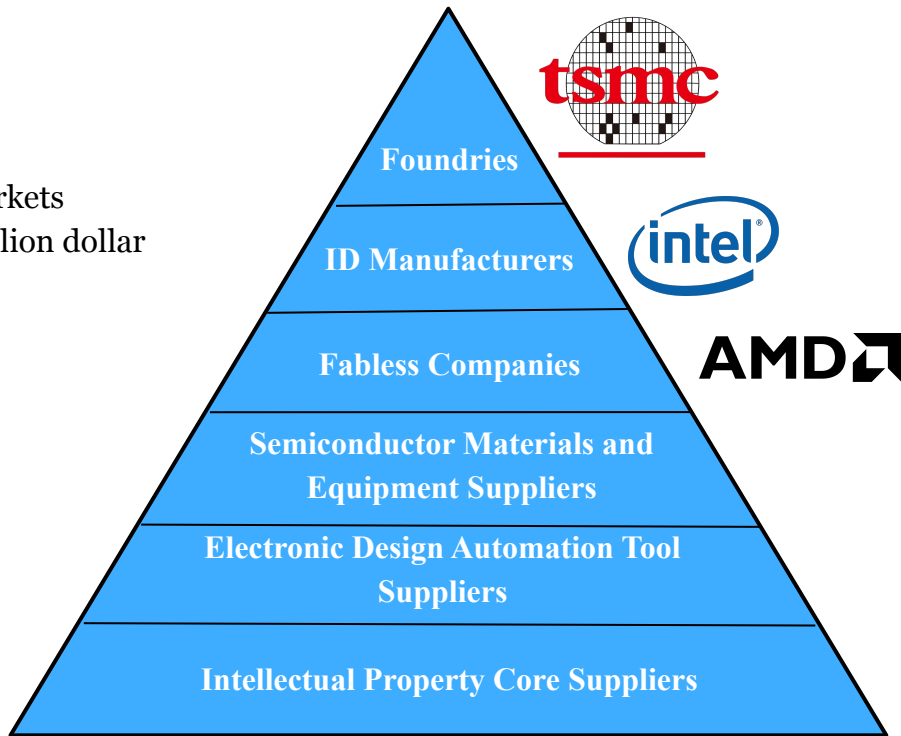 tsmc
Foundries
rkets
lion dollar
intel®
ID Manufacturers
AMD
Fabless Companies
Semiconductor Materials and
Equipment Suppliers
Electronic Design Automation Tool
Suppliers
Intellectual Property Core Suppliers